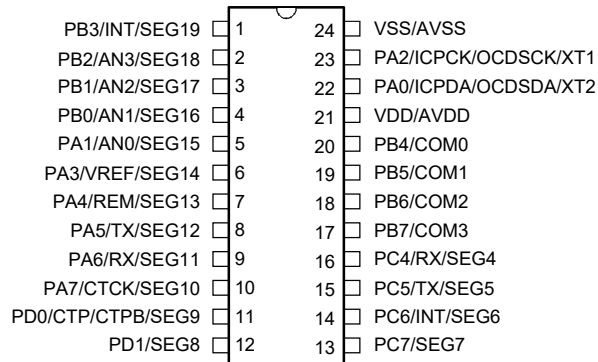 PB3/INT/SEG19 1 24 VSS/AVSS
PB2/AN3/SEG18 2 23 PA2/ICPCK/OCDSCK/XT1
PB1/AN2/SEG17 3 22 PA0/ICPDA/OCDSDA/XT2
PB0/AN1/SEG16 4 21 VDD/AVDD
PA1/AN0/SEG15 5 20 PB4/COM0
PA3/VREF/SEG14 6 19 PB5/COM1
PA4/REM/SEG13 7 18 PB6/COM2
PA5/TX/SEG12 8 17 PB7/COM3
PA6/RX/SEG11 9 16 PC4/RX/SEG4
PA7/CTCK/SEG10 10 15 PC5/TX/SEG5
PD0/CTP/CTPB/SEG9 11 14 PC6/INT/SEG6
PD1/SEG8 12 13 PC7/SEG7